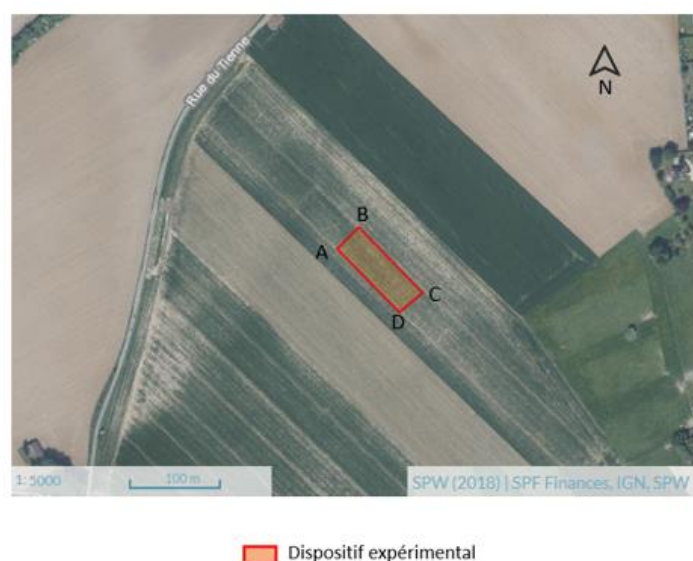 Rue du Tienne
N
B
A
C
D
1: 5000
100 m
SPW (2018) | SPF Finances, IGN, SPW
Dispositif expérimental